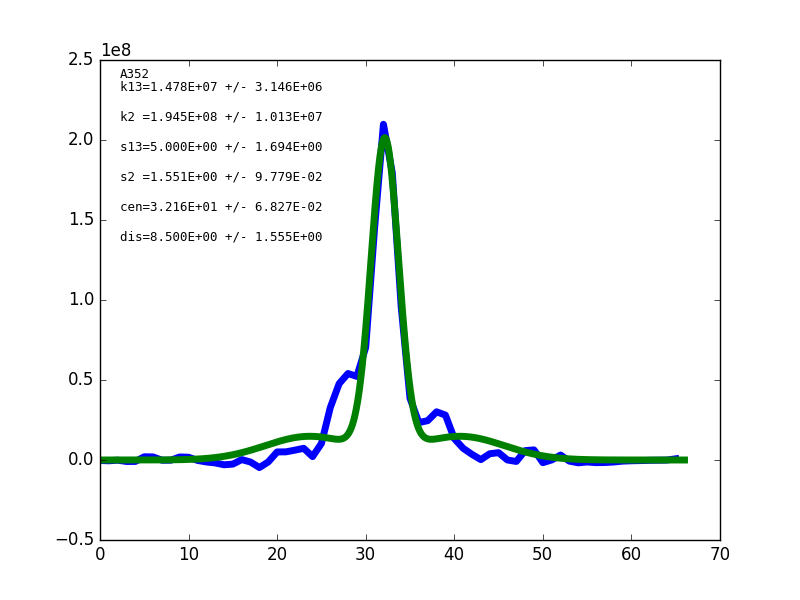 1e8
2.5
A352
k13=1.478E+07 +/- 3.146E+06
k2 =1.945E+08 +/- 1.013E+07
2.0
s13=5.000E+00 +/- 1.694E+00
s2 =1.551E+00 +/- 9.779E-02
cen=3.216E+01 +/- 6.827E-02
1.5
dis=8.500E+00 +/- 1.555E+00
1.0
0.5
0.0
−0.5
0 10 20 30 40 50 60 70